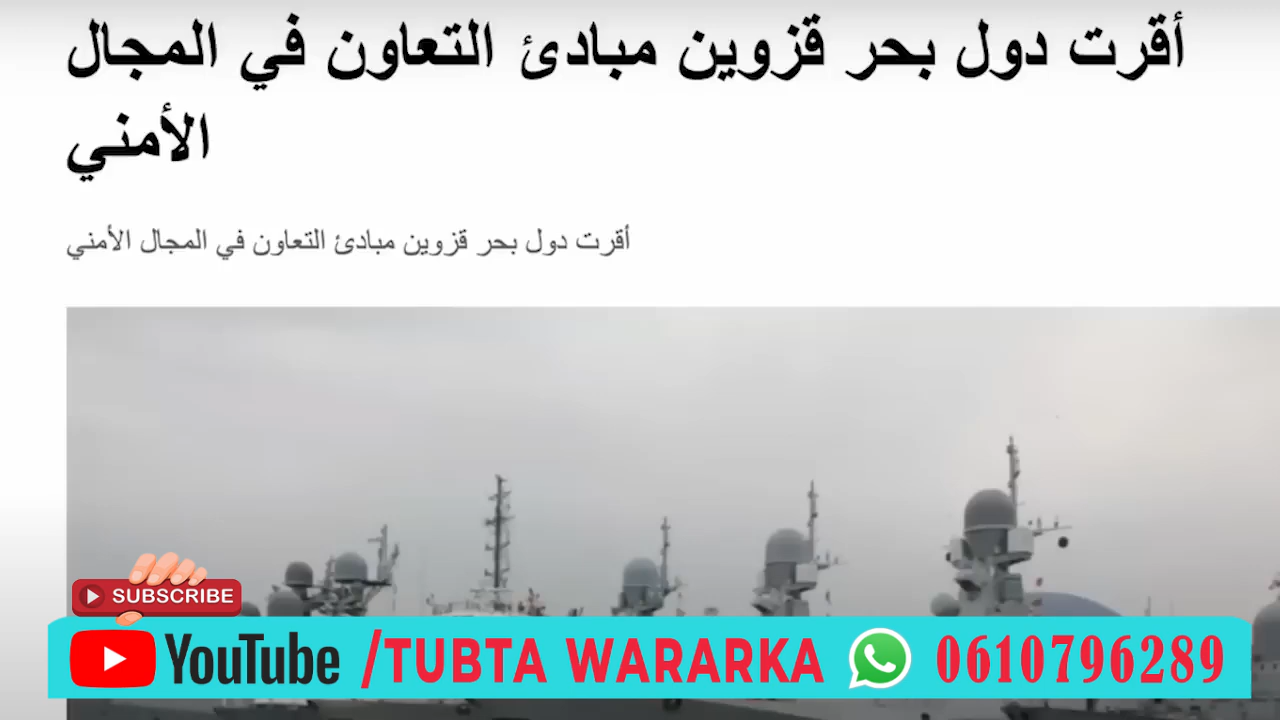 أقرت دول بحر قزوين مبادئ التعاون في المجال
الأمني
أقرت دول بحر قزوين مبادئ التعاون في المجال الأمني
SUBSCRIBE
YouTube /TUBTA WARARKA 0610796289